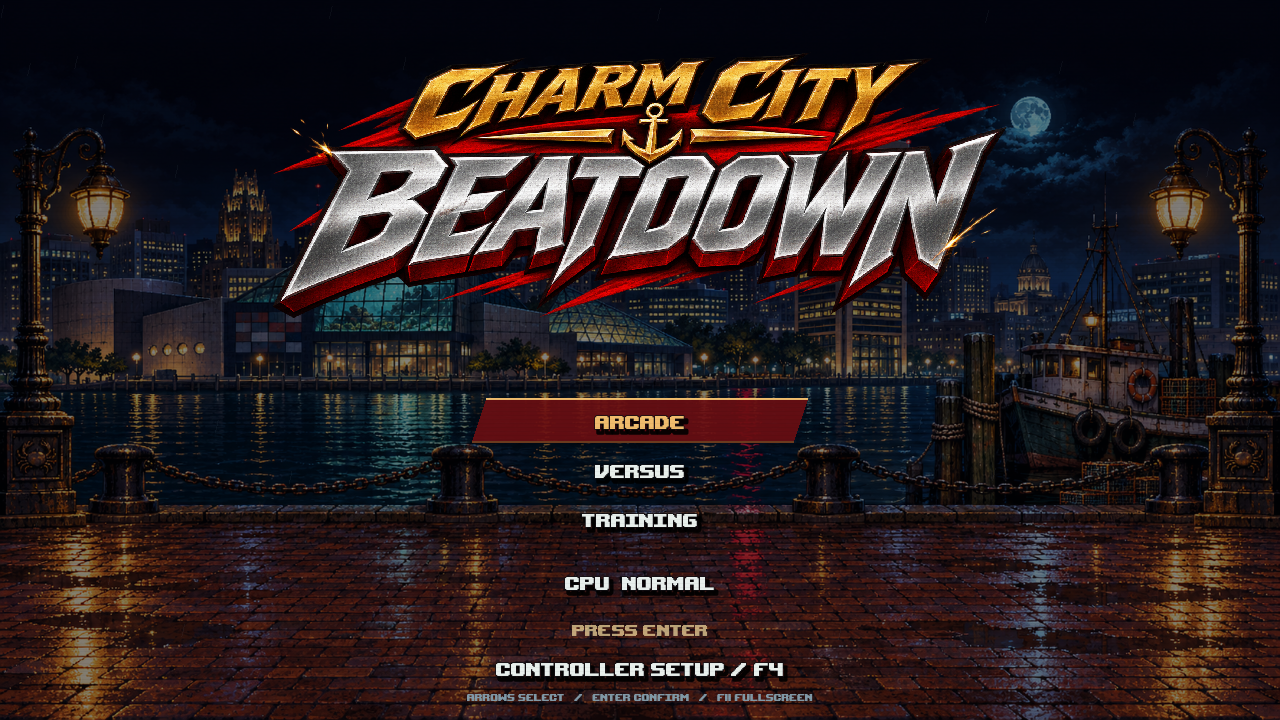 CHARM CITY
BEATDOWN
ARCADE
VERSUS
TRAINING
CPU NORMAL
PRESS ENTER
CONTROLLER SETUP / F4
ARROWS SELECT / ENTER CONFIRM / F11 FULLSCREEN